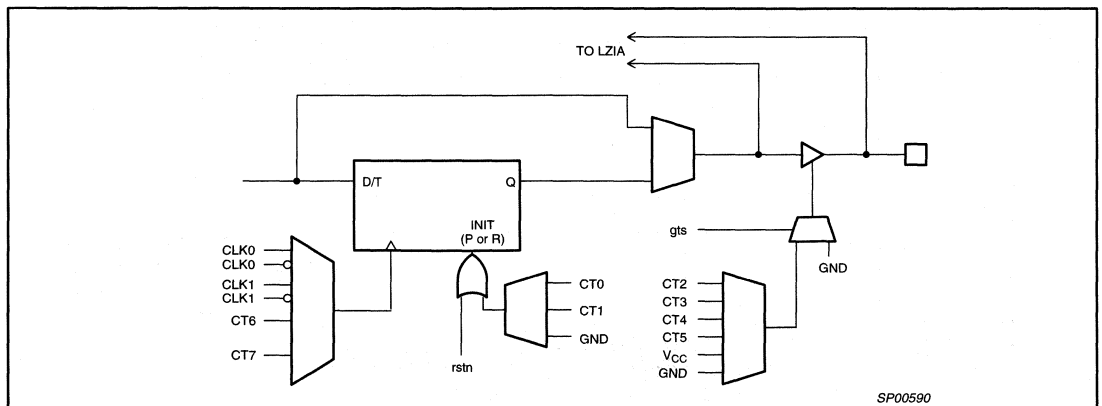 TO LZIA
D/T
Q
INIT
(P or R)
gts
GND
CLK0
CLK0
CLK1
CLK1
CT6
CT7
CT0
CT1
GND
rstn
CT2
CT3
CT4
CT5
VCC
GND
SP00590